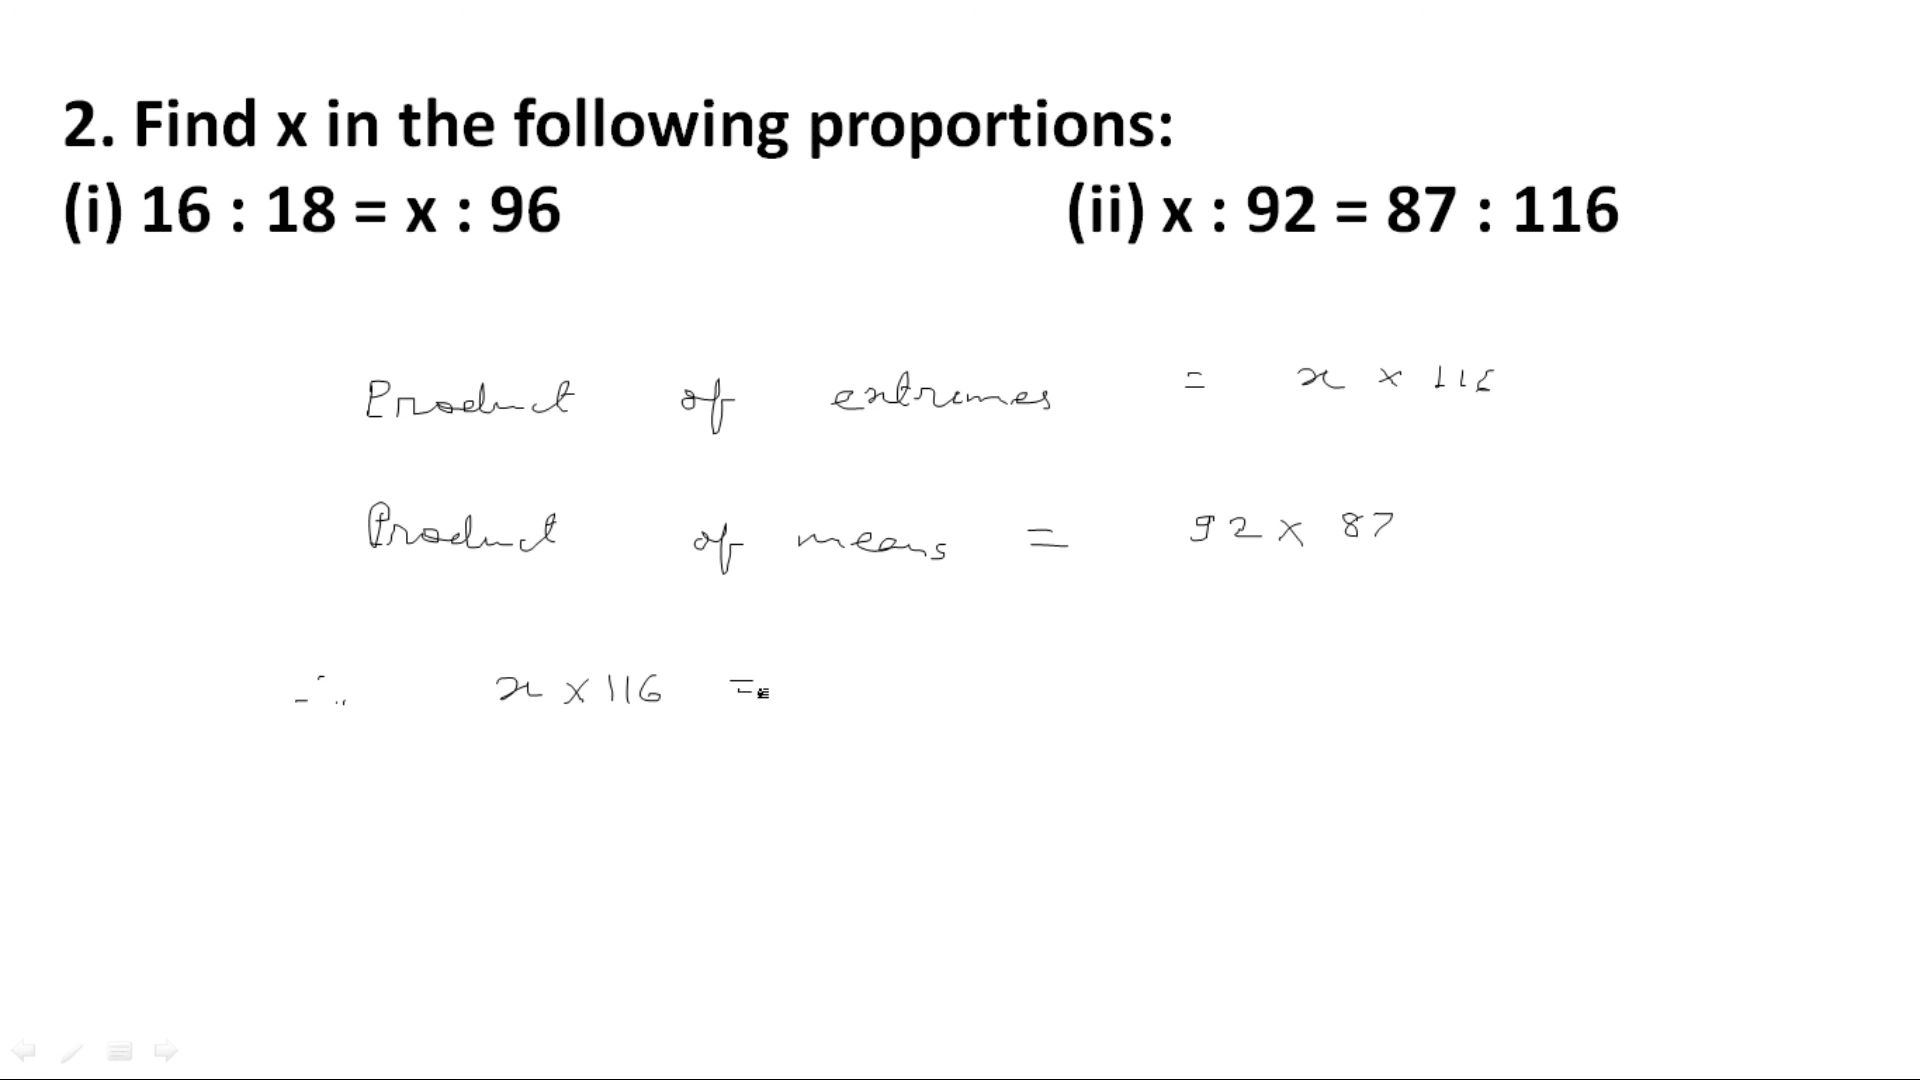 2. Find x in the following proportions:
(i) 16 : 18 = x : 96 (ii) x : 92 = 87 : 116
Product of extremes = x × 116
Product of means = 92 × 87
∴ x × 116 =